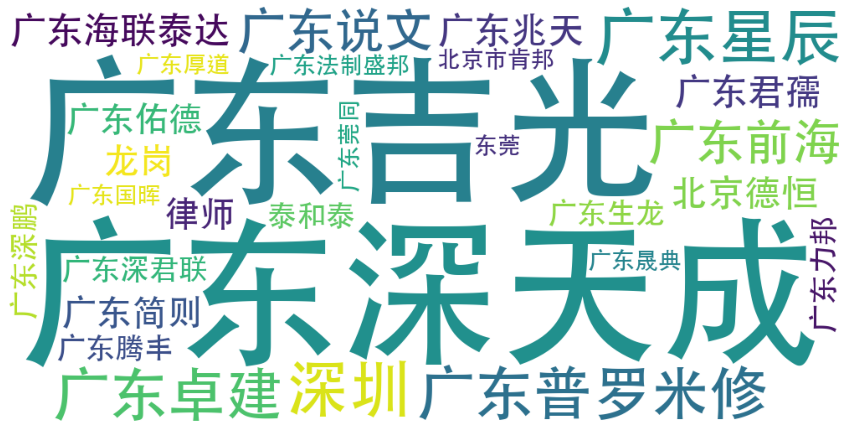 广东海联泰达
广东说文
广东兆天
广东星辰
广东厚道
广东法制盛邦
北京市肯邦
广东吉光
广东君孺
广东佑德
广东莞同
东莞
广东前海
龙岗
广东国晖
律师
泰和泰
广东生龙
北京德恒
广东深鹏
广东深天成
广东力邦
广东深君联
广东晟典
广东简则
广东腾丰
广东卓建
深圳
广东普罗米修